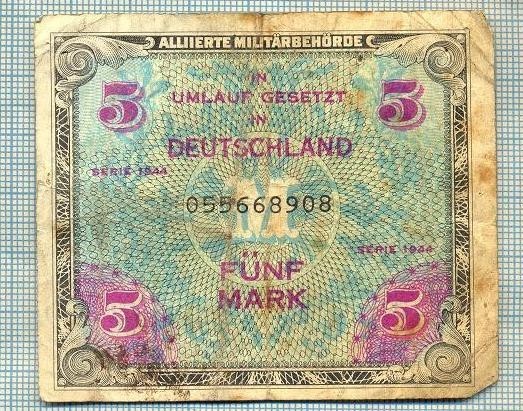 ALLIIERTE MILITÄRBEHÖRDE
5 5
IN
UMLAUF GESETZT
IN
DEUTSCHLAND
SERIE 1944
M
055668908
SERIE 1944
FÜNF
MARK
5 5